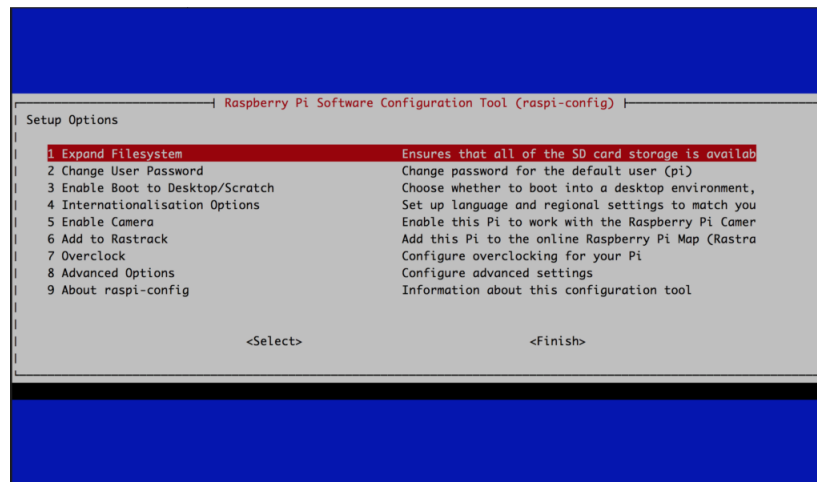 Raspberry Pi Software Configuration Tool (raspi-config)
Setup Options
1 Expand Filesystem Ensures that all of the SD card storage is availab
2 Change User Password Change password for the default user (pi)
3 Enable Boot to Desktop/Scratch Choose whether to boot into a desktop environment,
4 Internationalisation Options Set up language and regional settings to match you
5 Enable Camera Enable this Pi to work with the Raspberry Pi Camer
6 Add to Rastrack Add this Pi to the online Raspberry Pi Map (Rastra
7 Overclock Configure overclocking for your Pi
8 Advanced Options Configure advanced settings
9 About raspi-config Information about this configuration tool
<Select> <Finish>